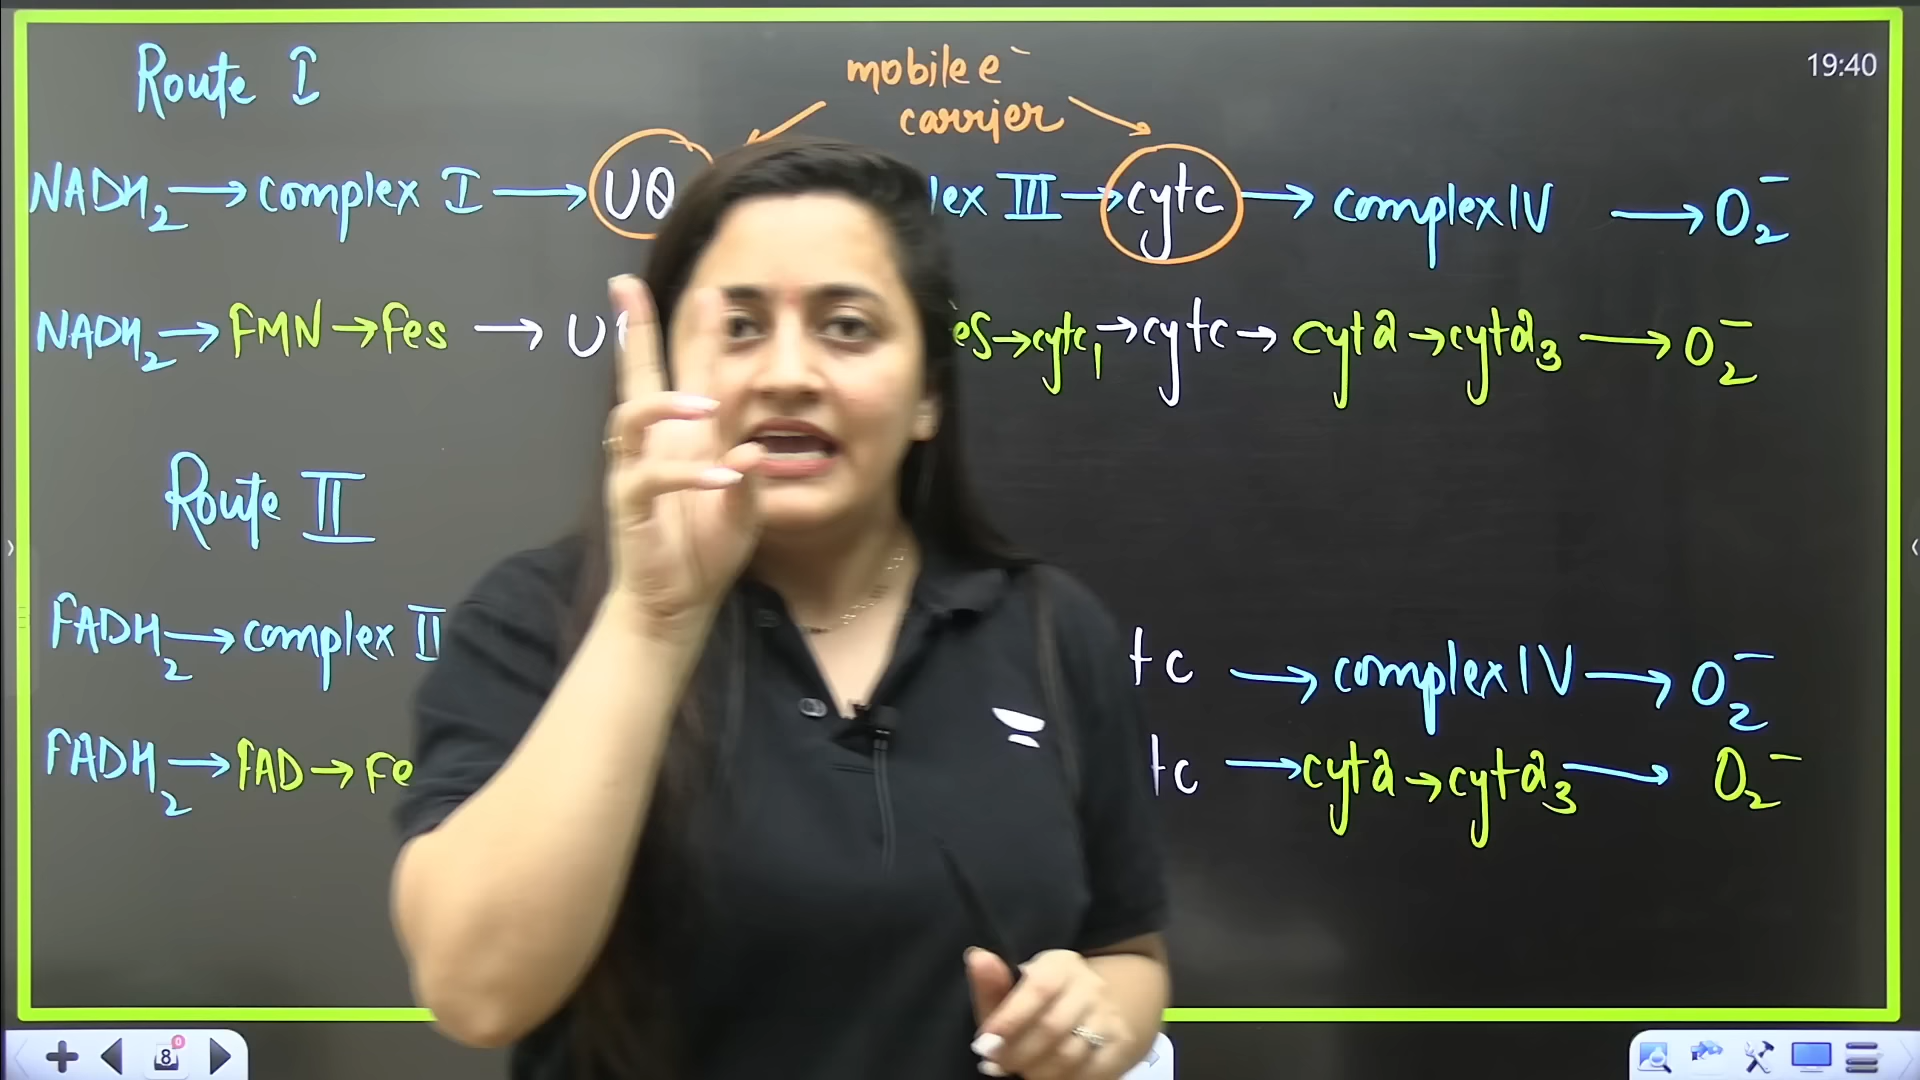 Route I
mobile e⁻
carrier
19:40
NADH₂ → complex I → UQ lex III → cytc → complex IV → O₂⁻
NADH₂ → FMN → Fes → U es → cytc₁ → cytc → cyta → cyta₃ → O₂⁻
Route II
FADH₂ → complex II tc → complex IV → O₂⁻
FADH₂ → FAD → Fe tc → cyta → cyta₃ → O₂⁻
8
0